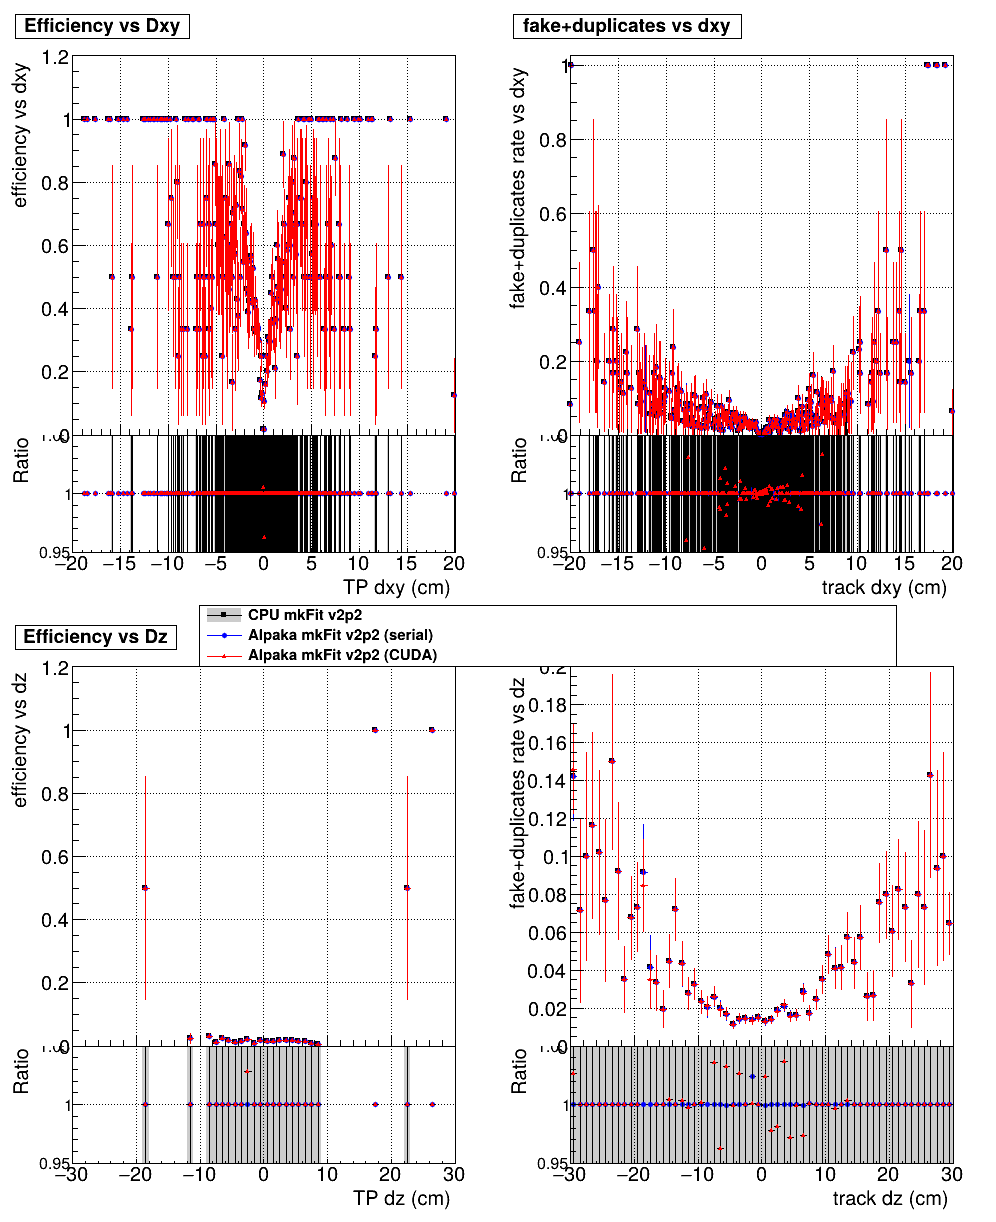 Efficiency vs Dxy
fake+duplicates vs dxy
efficiency vs dxy
1.2
1
0.8
0.6
0.4
0.2
0
Ratio
1
0.95
−20 −15 −10 −5 0 5 10 15 20
TP dxy (cm)
fake+duplicates rate vs dxy
1
0.8
0.6
0.4
0.2
0
Ratio
1
0.95
−20 −15 −10 −5 0 5 10 15 20
track dxy (cm)
CPU mkFit v2p2
Alpaka mkFit v2p2 (serial)
Alpaka mkFit v2p2 (CUDA)
Efficiency vs Dz
efficiency vs dz
1.2
1
0.8
0.6
0.4
0.2
0
Ratio
1
0.95
−30 −20 −10 0 10 20 30
TP dz (cm)
fake+duplicates rate vs dz
0.2
0.18
0.16
0.14
0.12
0.1
0.08
0.06
0.04
0.02
0
Ratio
1
0.95
−30 −20 −10 0 10 20 30
track dz (cm)